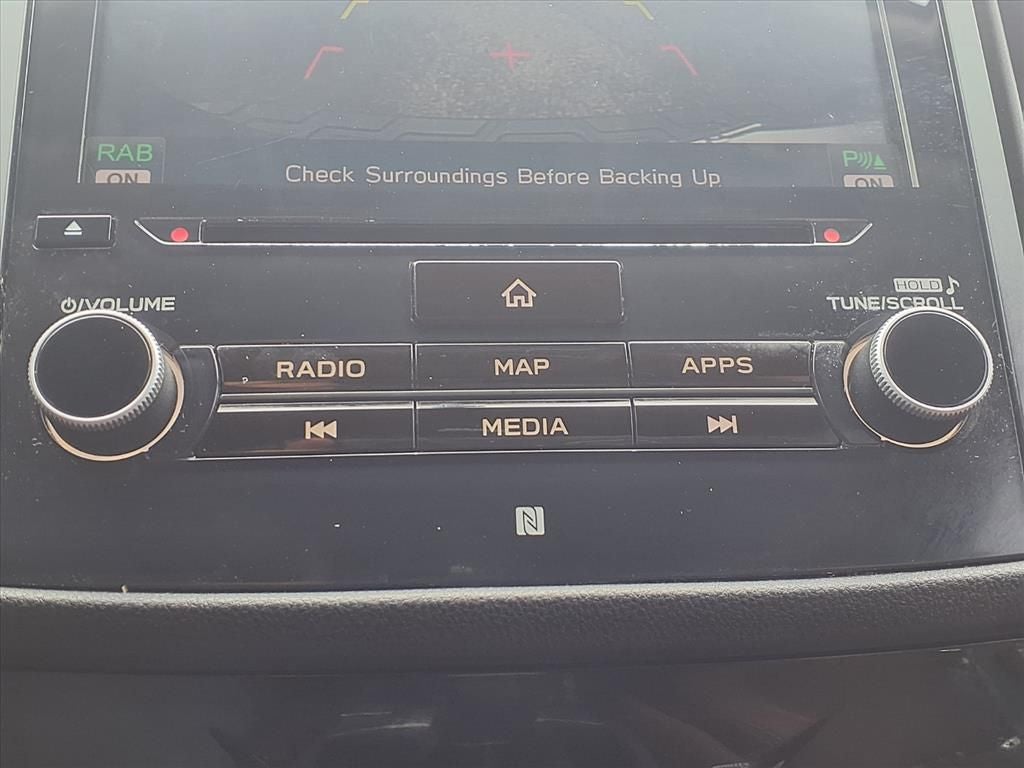 RAB
ON
Check Surroundings Before Backing Up
P
ON
⏻/VOLUME
HOLD
TUNE/SCROLL
RADIO
MAP
APPS
MEDIA
N